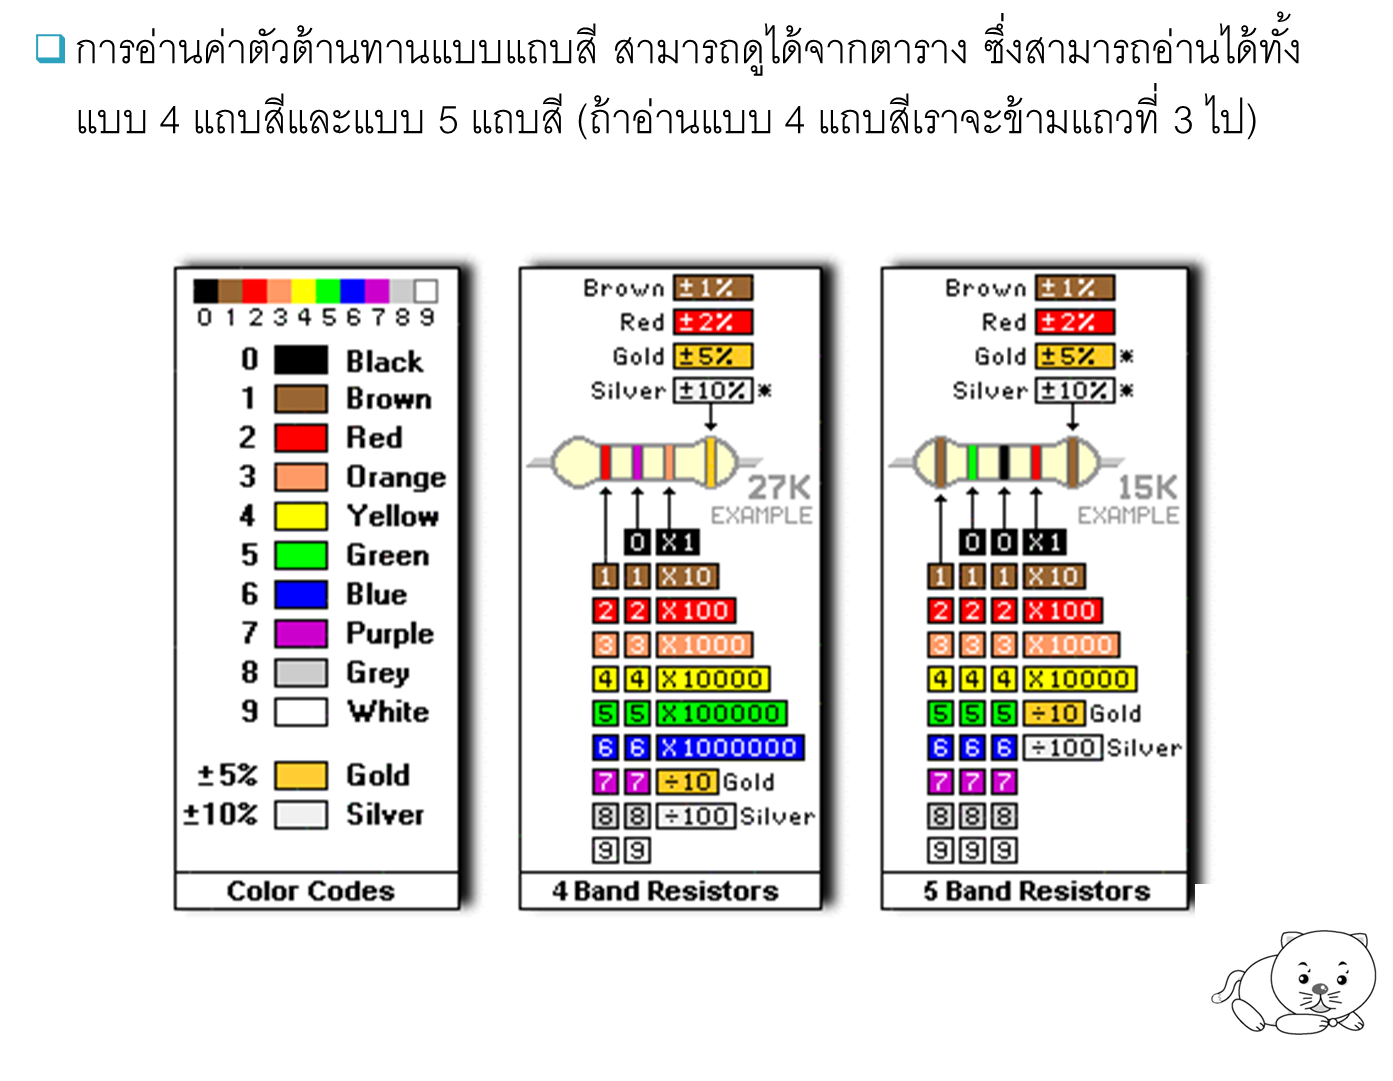 การอ่านค่าตัวต้านทานแบบแถบสี สามารถดูได้จากตาราง ซึ่งสามารถอ่านได้ทั้ง
แบบ 4 แถบสีและแบบ 5 แถบสี (ถ้าอ่านแบบ 4 แถบสีเราจะข้ามแถวที่ 3 ไป)
0 1 2 3 4 5 6 7 8 9
0 Black
1 Brown
2 Red
3 Orange
4 Yellow
5 Green
6 Blue
7 Purple
8 Grey
9 White
±5% Gold
±10% Silver
Color Codes
Brown ±1%
Red ±2%
Gold ±5%
Silver ±10% *
27K
EXAMPLE
0 X1
1 1 X10
2 2 X100
3 3 X1000
4 4 X10000
5 5 X100000
6 6 X1000000
7 7 ÷10 Gold
8 8 ÷100 Silver
9 9
4 Band Resistors
Brown ±1%
Red ±2%
Gold ±5% *
Silver ±10% *
15K
EXAMPLE
0 0 X1
1 1 1 X10
2 2 2 X100
3 3 3 X1000
4 4 4 X10000
5 5 5 ÷10 Gold
6 6 6 ÷100 Silver
7 7 7
8 8 8
9 9 9
5 Band Resistors